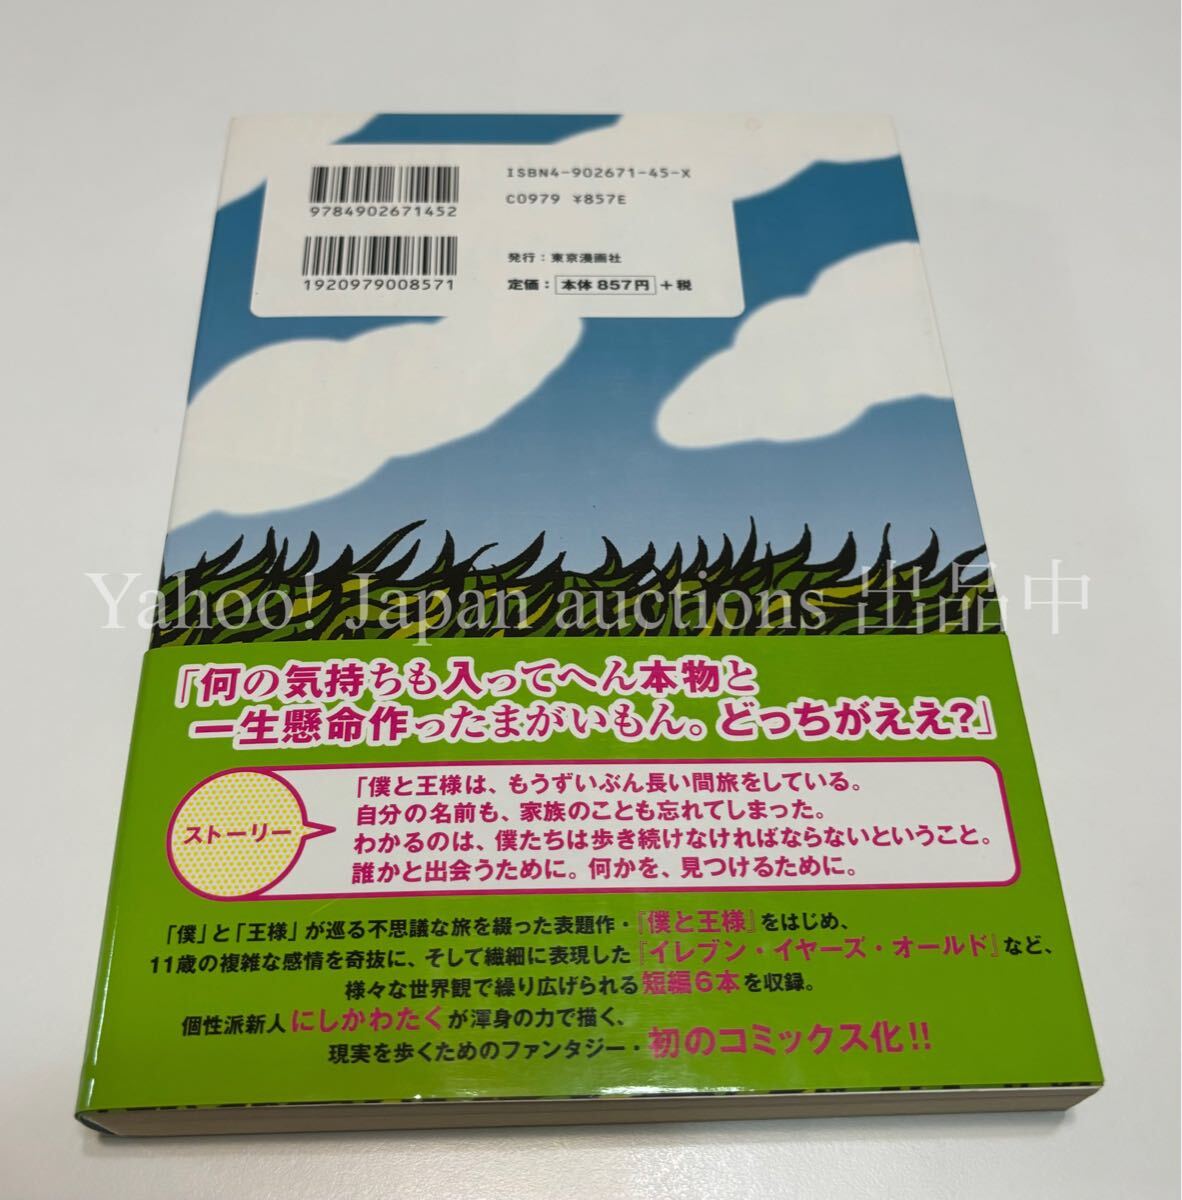 ISBN4-902671-45-X
C0979 ¥857E
9784902671452
発行：東京漫画社
定価：本体857円＋税
1920979008571
Yahoo! Japan auctions 出品中
「何の気持ちも入ってへん本物と
一生懸命作ったまがいもん。どっちがええ？」
ストーリー
「僕と王様は、もうずいぶん長い間旅をしている。
自分の名前も、家族のことも忘れてしまった。
わかるのは、僕たちは歩き続けなければならないということ。
誰かと出会うために。何かを、見つけるために。
「僕」と「王様」が巡る不思議な旅を綴った表題作・『僕と王様』をはじめ、
11歳の複雑な感情を奇抜に、そして繊細に表現した『イレブン・イヤーズ・オールド』など、
様々な世界観で繰り広げられる短編6本を収録。
個性派新人にしかわたくが渾身の力で描く、
現実を歩くためのファンタジー・初のコミックス化！！